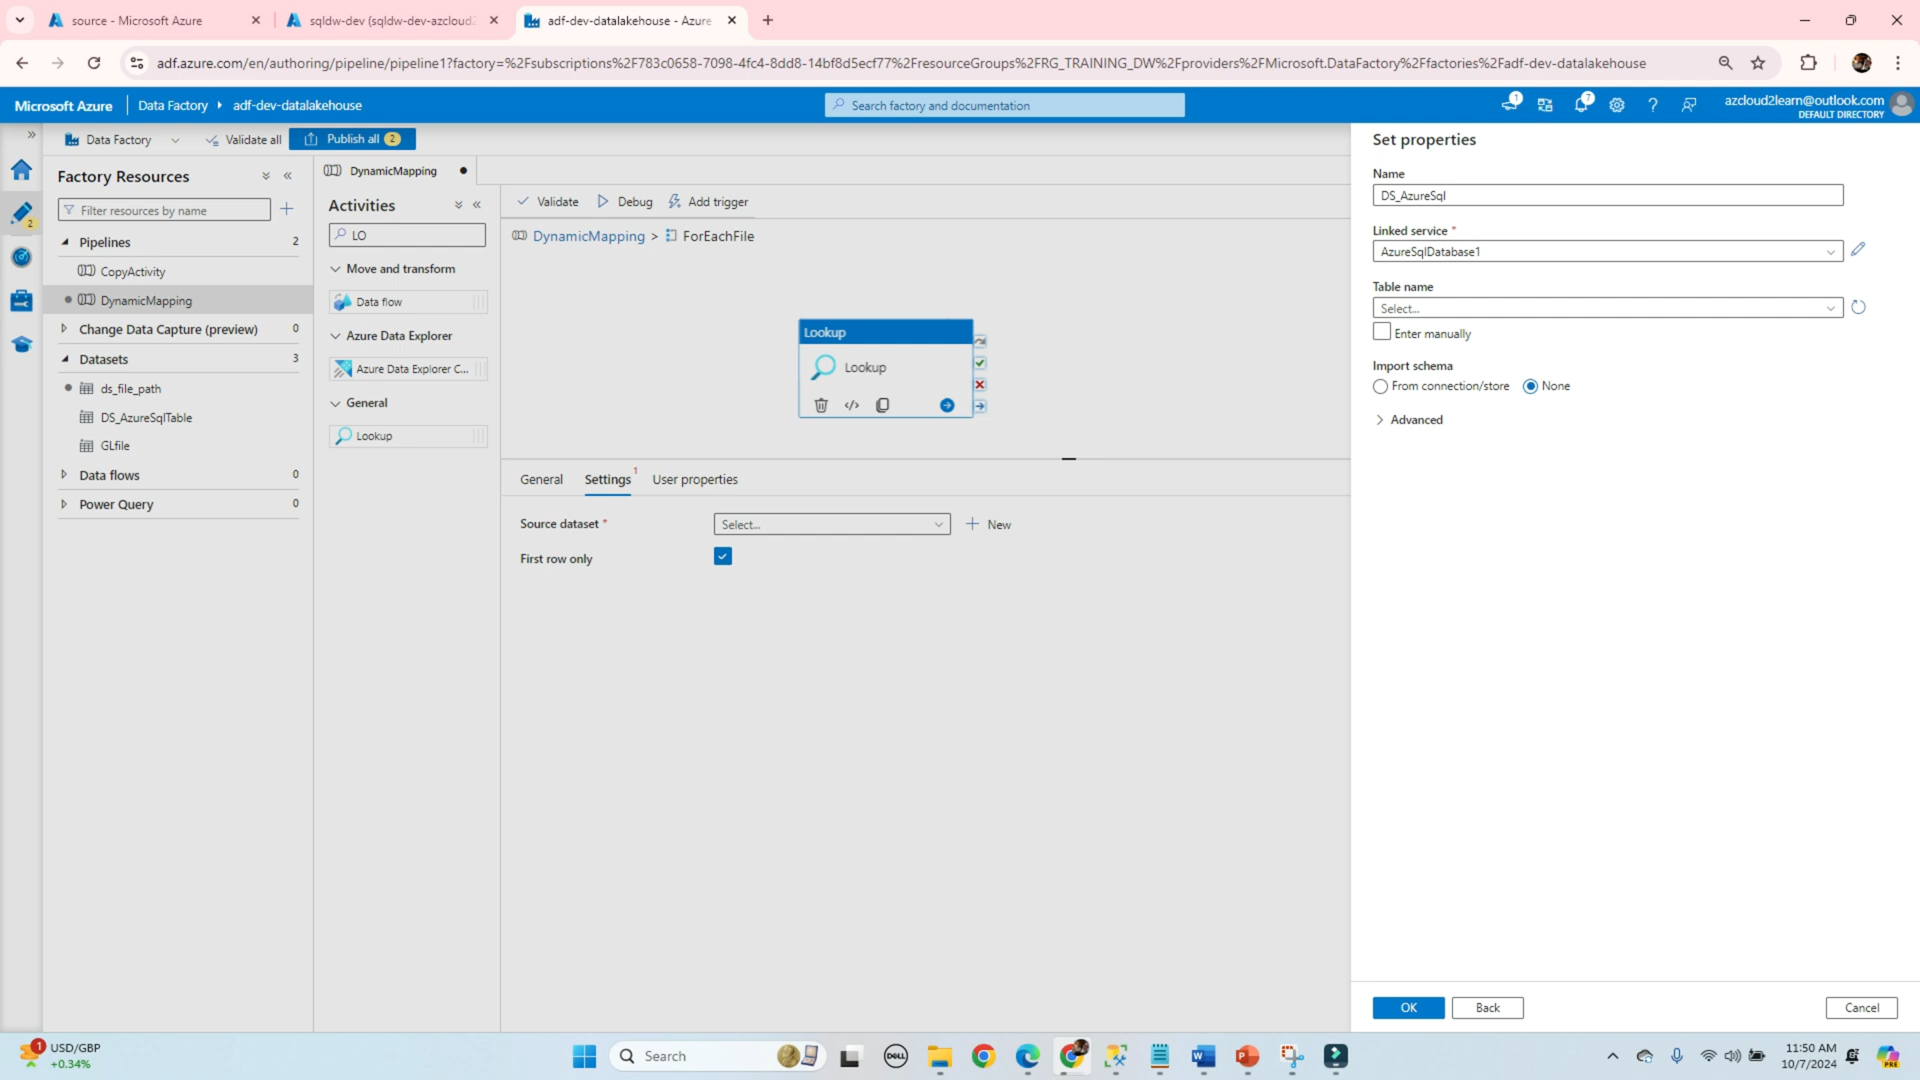 source - Microsoft Azure
sqldw-dev (sqldw-dev-azcloud2
adf-dev-datalakehouse - Azure
adf.azure.com/en/authoring/pipeline/pipeline1?factory=%2Fsubscriptions%2F783c0658-7098-4fc4-8dd8-14bf8d5ecf77%2FresourceGroups%2FRG_TRAINING_DW%2Fproviders%2FMicrosoft.DataFactory%2Ffactories%2Fadf-dev-datalakehouse
Microsoft Azure
Data Factory
adf-dev-datalakehouse
Search factory and documentation
1
7
azcloud2learn@outlook.com
DEFAULT DIRECTORY
Data Factory
Validate all
Publish all 2
2
Factory Resources
Filter resources by name
Pipelines 2
CopyActivity
DynamicMapping
Change Data Capture (preview) 0
Datasets 3
ds_file_path
DS_AzureSqlTable
GLfile
Data flows 0
Power Query 0
DynamicMapping
Activities
LO
Move and transform
Data flow
Azure Data Explorer
Azure Data Explorer C...
General
Lookup
Validate
Debug
Add trigger
DynamicMapping > ForEachFile
Lookup
Lookup
General
Settings 1
User properties
Source dataset *
Select...
New
First row only
Set properties
Name
DS_AzureSql
Linked service *
AzureSqlDatabase1
Table name
Select...
Enter manually
Import schema
From connection/store
None
Advanced
OK
Back
Cancel
1
USD/GBP
+0.34%
Search
DELL
11:50 AM
10/7/2024
PRE